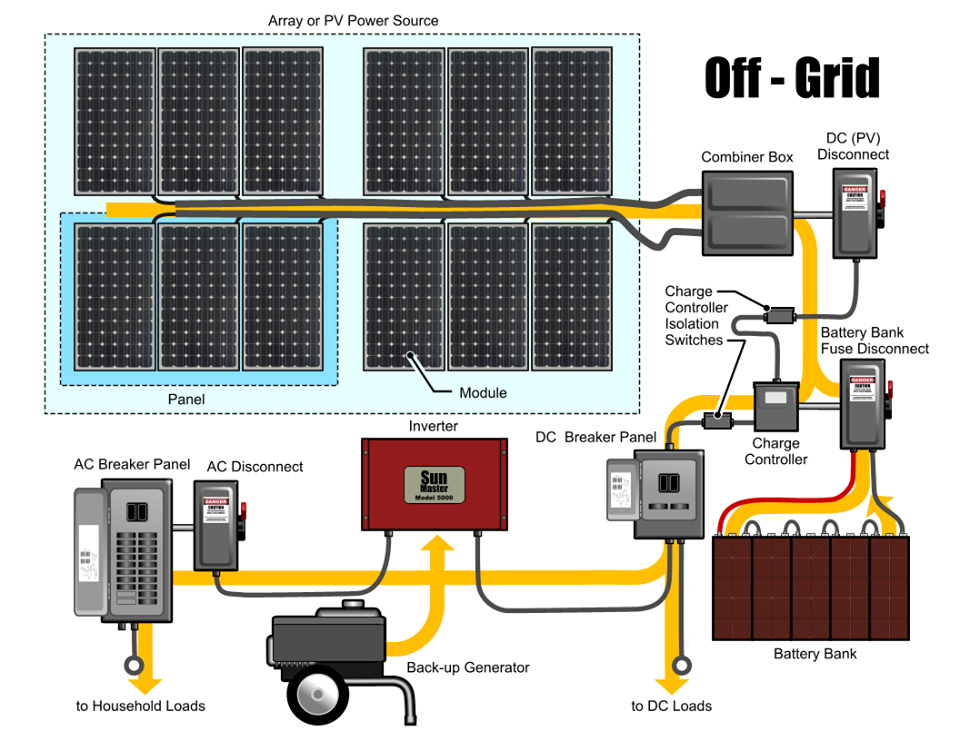 Array or PV Power Source
Off - Grid
Combiner Box
DC (PV)
Disconnect
DANGER
CAUTION
Charge
Controller
Isolation
Switches
Battery Bank
Fuse Disconnect
DANGER
CAUTION
Module
Panel
Inverter
DC Breaker Panel
Charge
Controller
AC Breaker Panel
AC Disconnect
DANGER
CAUTION
Sun
Master
Model 5000
Battery Bank
Back-up Generator
to Household Loads
to DC Loads